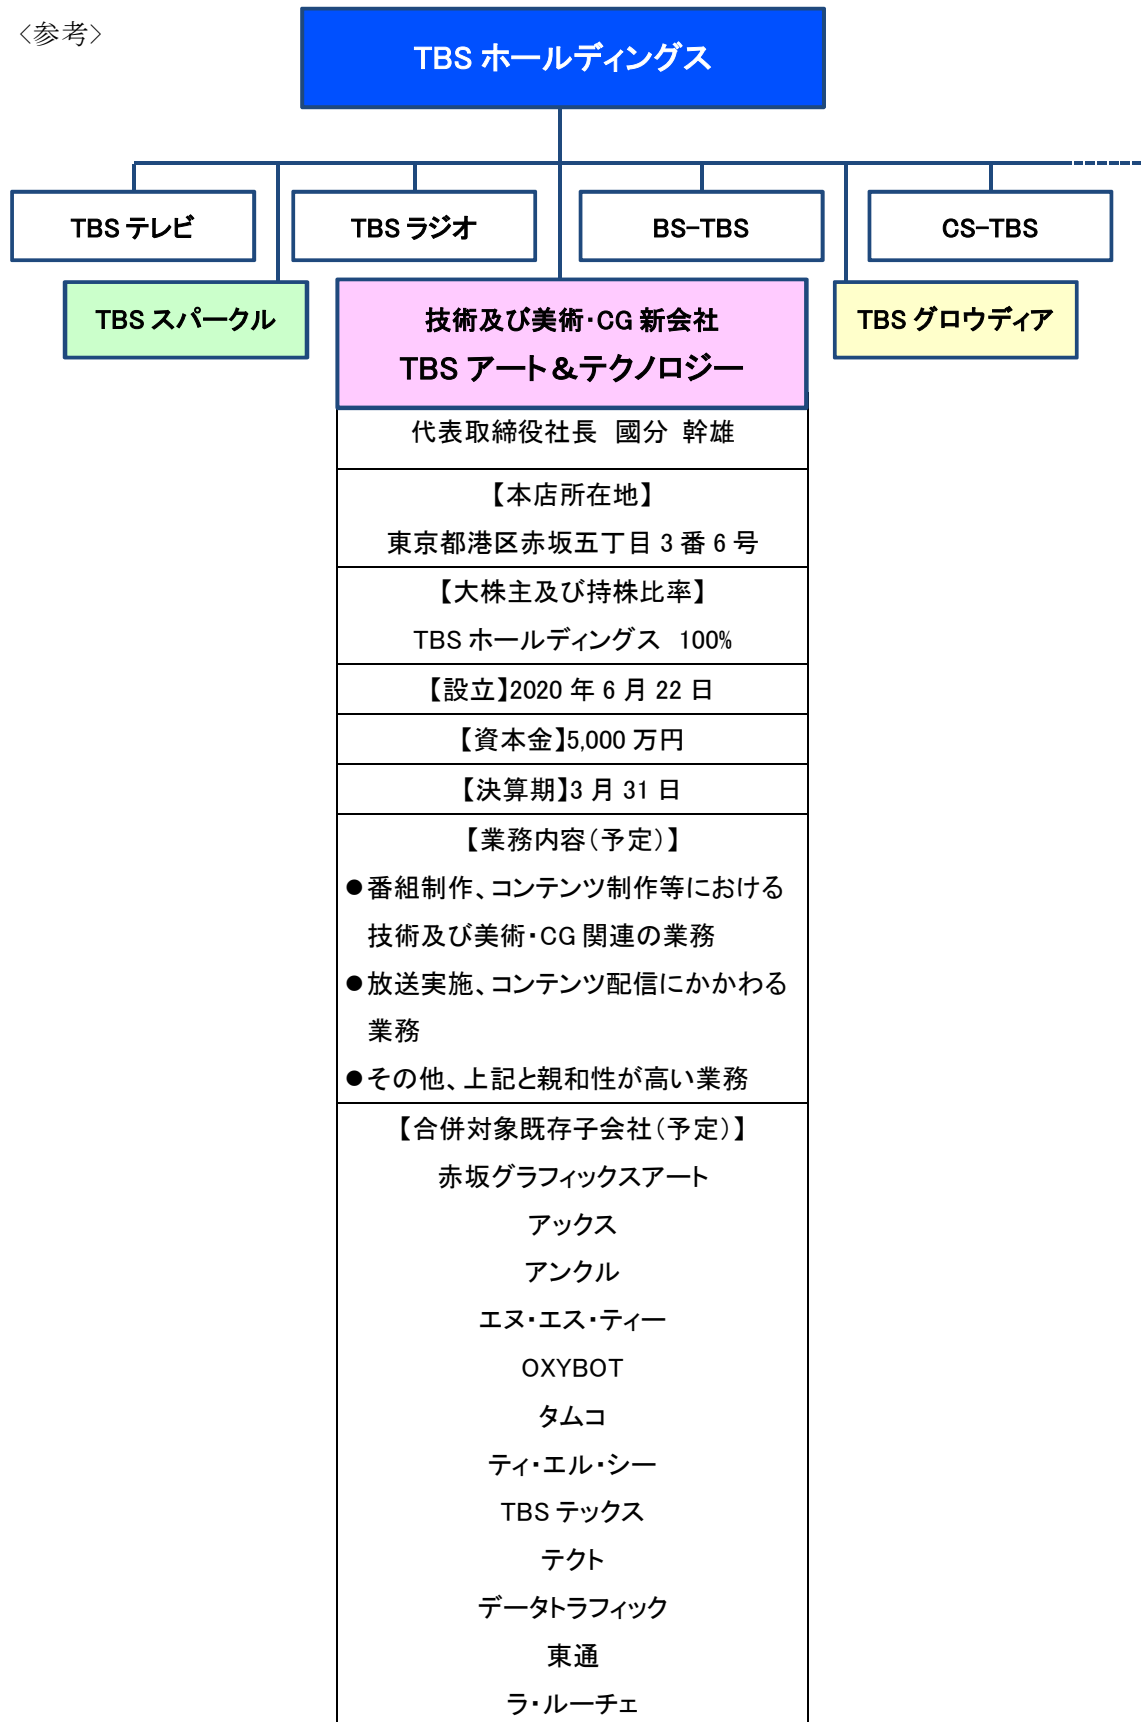 〈参考〉
TBS ホールディングス
TBS テレビ
TBS ラジオ
BS-TBS
CS-TBS
TBS スパークル
技術及び美術・CG 新会社
TBS アート＆テクノロジー
TBS グロウディア
代表取締役社長　國分 幹雄
【本店所在地】
東京都港区赤坂五丁目 3 番 6 号
【大株主及び持株比率】
TBS ホールディングス　100%
【設立】2020 年 6 月 22 日
【資本金】5,000 万円
【決算期】3 月 31 日
【業務内容（予定）】
●番組制作、コンテンツ制作等における
技術及び美術・CG 関連の業務
●放送実施、コンテンツ配信にかかわる
業務
●その他、上記と親和性が高い業務
【合併対象既存子会社（予定）】
赤坂グラフィックスアート
アックス
アンクル
エヌ・エス・ティー
OXYBOT
タムコ
ティ・エル・シー
TBS テックス
テクト
データトラフィック
東通
ラ・ルーチェ